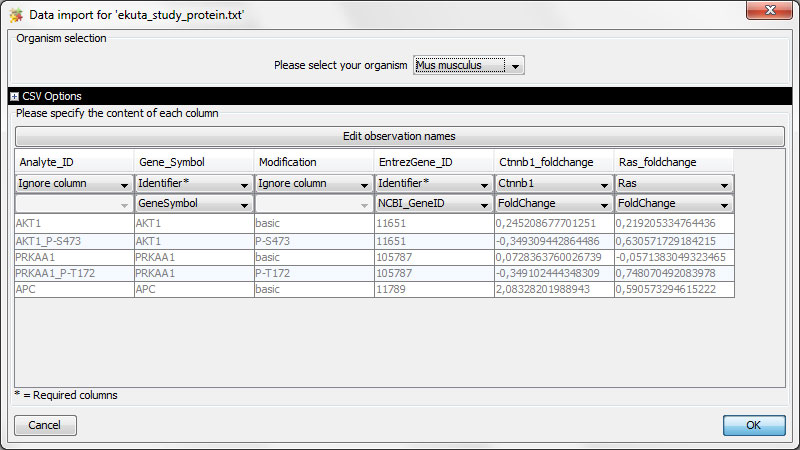 Data import for 'ekuta_study_protein.txt'
Organism selection
Please select your organism Mus musculus
CSV Options
Please specify the content of each column
Edit observation names
Analyte_ID Gene_Symbol Modification EntrezGene_ID Ctnnb1_foldchange Ras_foldchange
Ignore column Identifier* Ignore column Identifier* Ctnnb1 Ras
GeneSymbol NCBI_GeneID FoldChange FoldChange
AKT1 AKT1 basic 11651 0,245208677701251 0,219205334764436
AKT1_P-S473 AKT1 P-S473 11651 -0,349309442864486 0,630571729184215
PRKAA1 PRKAA1 basic 105787 0,0728363760026739 -0,0571383049323465
PRKAA1_P-T172 PRKAA1 P-T172 105787 -0,349102444348309 0,748070492083978
APC APC basic 11789 2,08328201988943 0,590573294615222
* = Required columns
Cancel OK